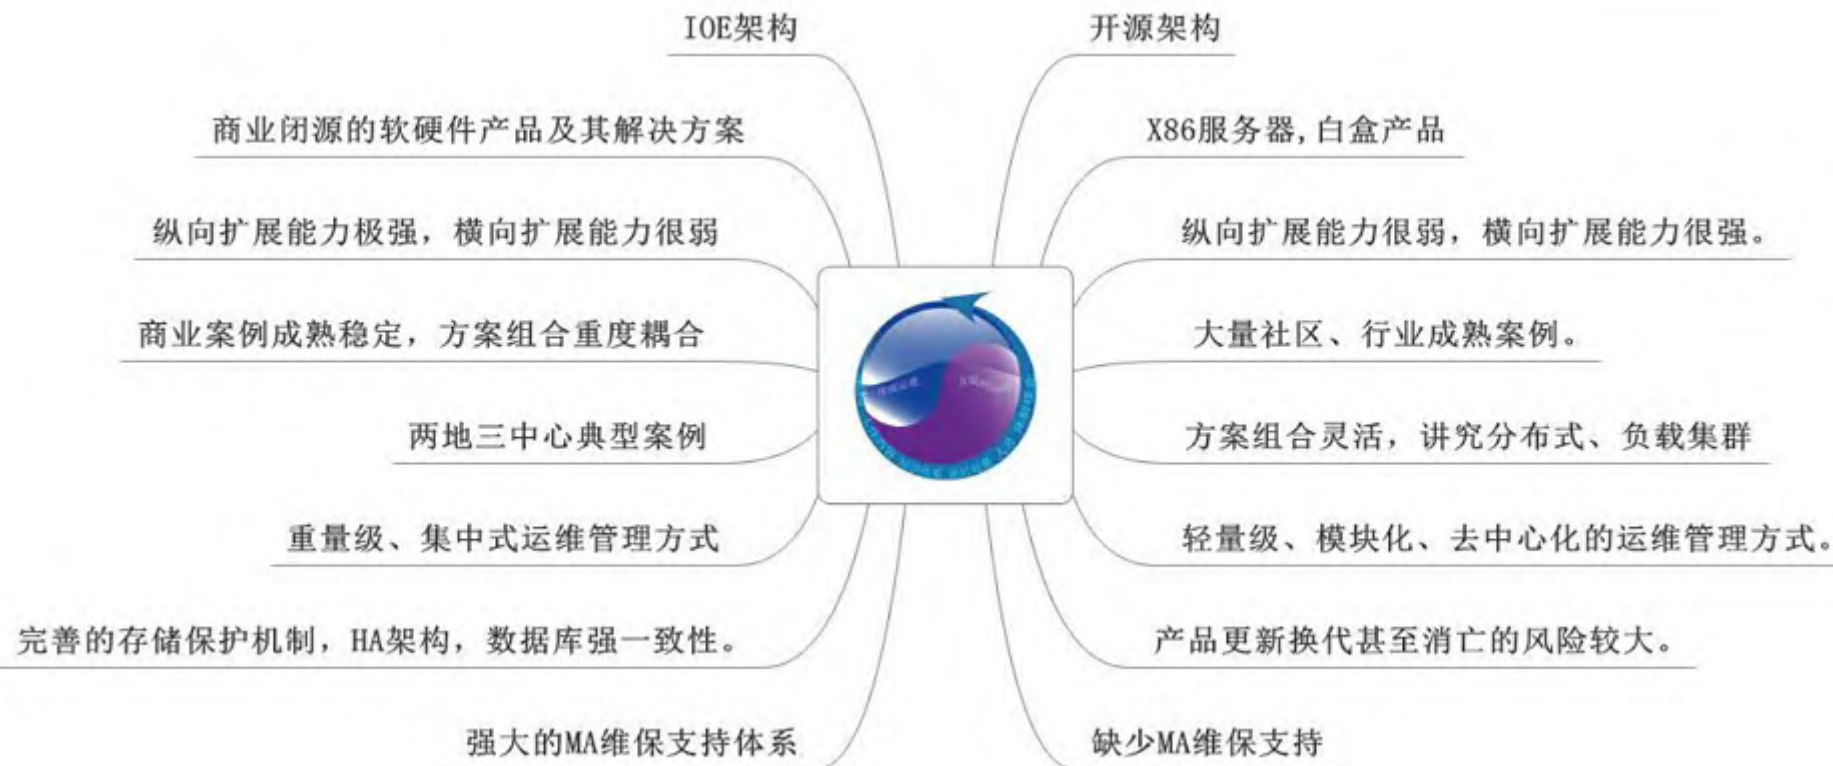 IOE架构
商业闭源的软硬件产品及其解决方案
纵向扩展能力极强，横向扩展能力很弱
商业案例成熟稳定，方案组合重度耦合
两地三中心典型案例
重量级、集中式运维管理方式
完善的存储保护机制，HA架构，数据库强一致性。
强大的MA维保支持体系
开源架构
X86服务器,白盒产品
纵向扩展能力很弱，横向扩展能力很强。
大量社区、行业成熟案例。
方案组合灵活，讲究分布式、负载集群
轻量级、模块化、去中心化的运维管理方式。
产品更新换代甚至消亡的风险较大。
缺少MA维保支持